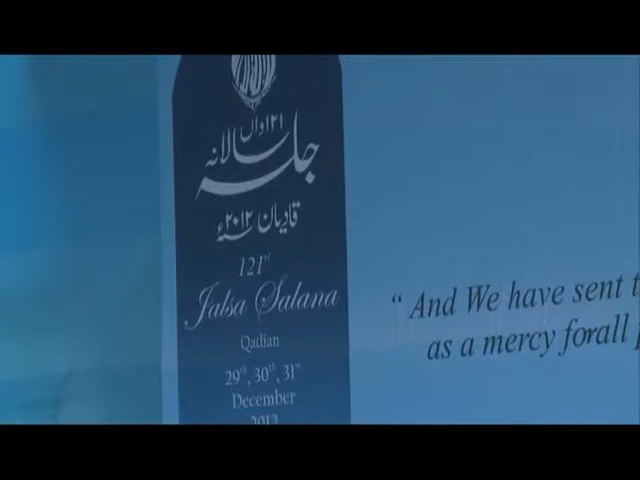 ۱۲۱واں
جلسہ سالانہ
قادیان ۲۰۱۲ء
121st
Jalsa Salana
Qadian
29th, 30th, 31st
December
2012
“ And We have sent
as a mercy forall